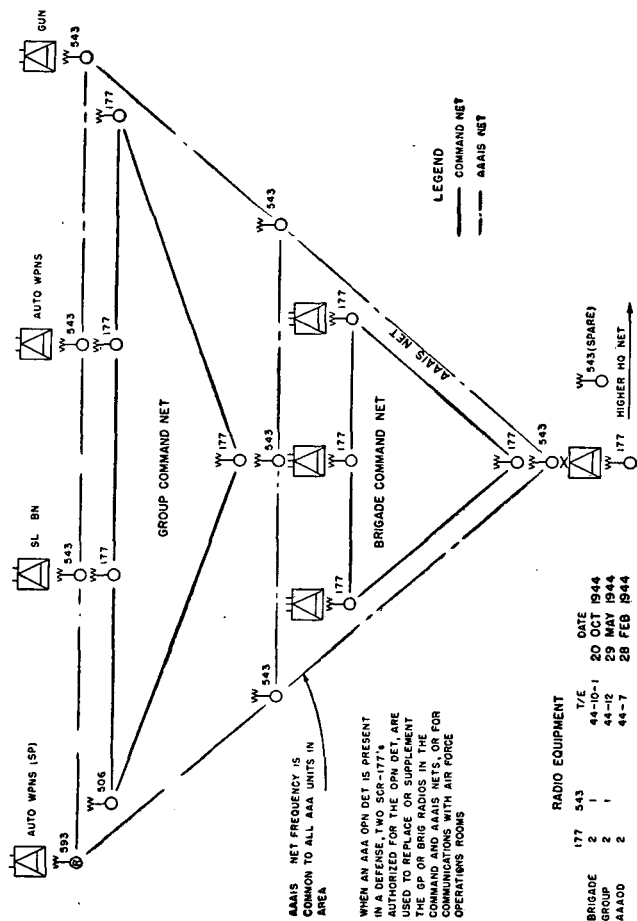 AUTO WPNS (SP)
SL BN
AUTO WPNS
GUN
593
543
543
543
506
177
177
177
GROUP COMMAND NET
177
543
543
543
177
177
177
BRIGADE COMMAND NET
AAAIS NET
177
543
X
177
543 (SPARE)
HIGHER HQ NET
LEGEND
COMMAND NET
AAAIS NET
AAAIS NET FREQUENCY IS
COMMON TO ALL AAA UNITS IN
AREA
WHEN AN AAA OPN DET IS PRESENT
IN A DEFENSE, TWO SCR-177's
AUTHORIZED FOR THE OPN DET, ARE
USED TO REPLACE OR SUPPLEMENT
THE GP OR BRIG RADIOS IN THE
COMMAND AND AAAIS NETS, OR FOR
COMMUNICATIONS WITH AIR FORCE
OPERATIONS ROOMS
RADIO EQUIPMENT
177 543 T/E DATE
BRIGADE 2 1 44-10-1 20 OCT 1944
GROUP 2 1 44-12 29 MAY 1944
AAAOD 2 44-7 28 FEB 1944